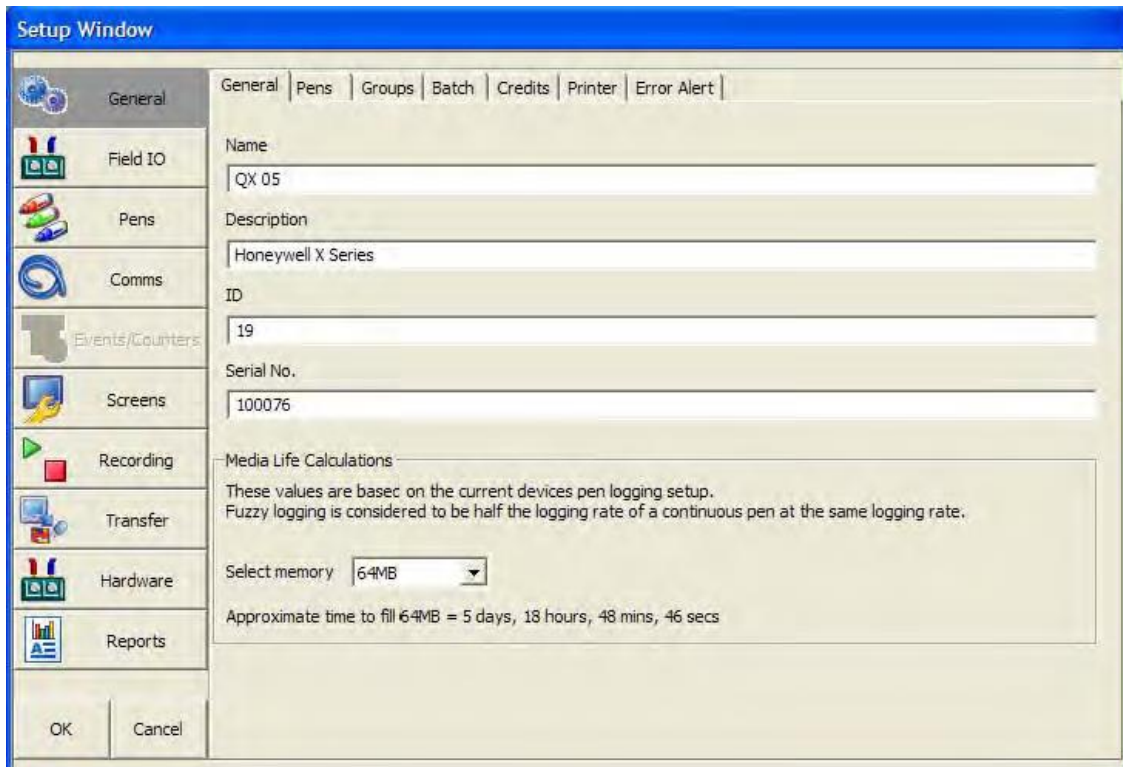 Setup Window
General
Field IO
Pens
Comms
Events/Counters
Screens
Recording
Transfer
Hardware
Reports
OK Cancel
General Pens Groups Batch Credits Printer Error Alert
Name
QX 05
Description
Honeywell X Series
ID
19
Serial No.
100076
Media Life Calculations
These values are based on the current devices pen logging setup.
Fuzzy logging is considered to be half the logging rate of a continuous pen at the same logging rate.
Select memory 64MB
Approximate time to fill 64MB = 5 days, 18 hours, 48 mins, 46 secs